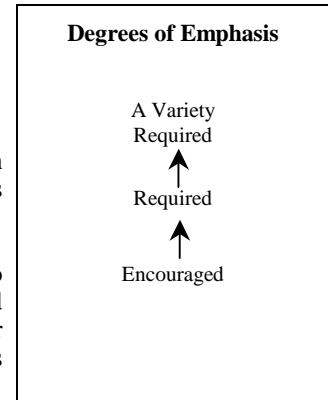 Degrees of Emphasis
A Variety
Required
Required
Encouraged